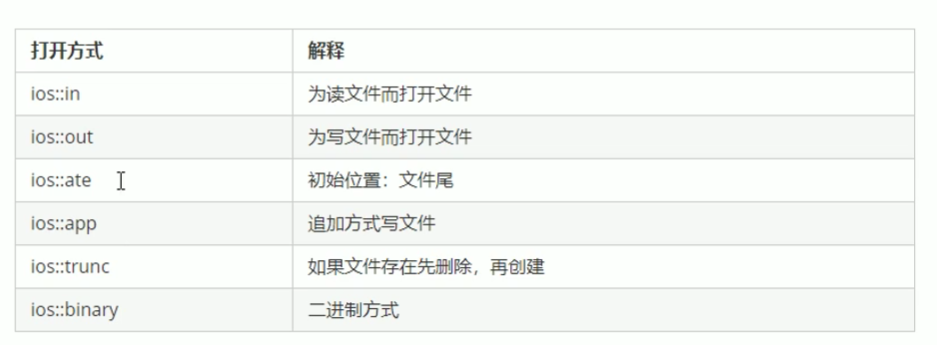 打开方式 解释
ios::in 为读文件而打开文件
ios::out 为写文件而打开文件
ios::ate 初始位置：文件尾
ios::app 追加方式写文件
ios::trunc 如果文件存在先删除，再创建
ios::binary 二进制方式